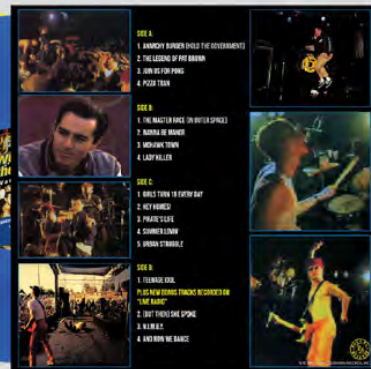 SIDE A:
1. ANARCHY BURGER (HOLD THE GOVERNMENT)
2. THE LEGEND OF PAT BROWN
3. JOIN US FOR PONG
4. PIZZA TRAN
SIDE B:
1. THE MASTER RACE (IN OUTER SPACE)
2. WANNA BE MANOR
3. MOHAWK TOWN
4. LADY KILLER
SIDE C:
1. GIRLS TURN 18 EVERY DAY
2. HEY HOMES!
3. PIRATE'S LIFE
4. SUMMER LOVIN'
5. URBAN STRUGGLE
SIDE D:
1. TEENAGE IDOL
PLUS NEW BONUS TRACKS RECORDED ON
"LIVE RADIO"
2. (BUT THEN) SHE SPOKE
3. N.I.M.B.Y.
4. AND NOW WE DANCE